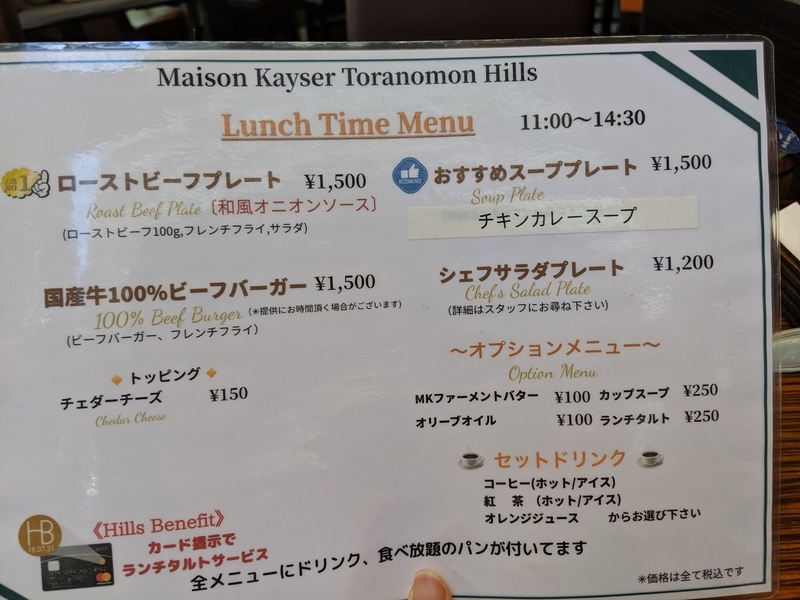 Maison Kayser Toranomon Hills
Lunch Time Menu 11:00～14:30
人気 NO.1 ローストビーフプレート ¥1,500
Roast Beef Plate〔和風オニオンソース〕
(ローストビーフ100g,フレンチフライ,サラダ)
国産牛100%ビーフバーガー ¥1,500
100% Beef Burger (*提供にお時間頂く場合がございます)
(ビーフバーガー、フレンチフライ)
トッピング
チェダーチーズ ¥150
Chedar Cheese
RECOMMEND おすすめスーププレート ¥1,500
Soup Plate
チキンカレースープ
シェフサラダプレート ¥1,200
Chef's Salad Plate
(詳細はスタッフにお尋ね下さい)
～オプションメニュー～
Option Menu
MKファーメントバター ¥100 カップスープ ¥250
オリーブオイル ¥100 ランチタルト ¥250
セットドリンク
コーヒー(ホット/アイス)
紅　茶　(ホット/アイス)
オレンジジュース　からお選び下さい
HB
《Hills Benefit》
カード提示で
ランチタルトサービス
全メニューにドリンク、食べ放題のパンが付いてます
*価格は全て税込です